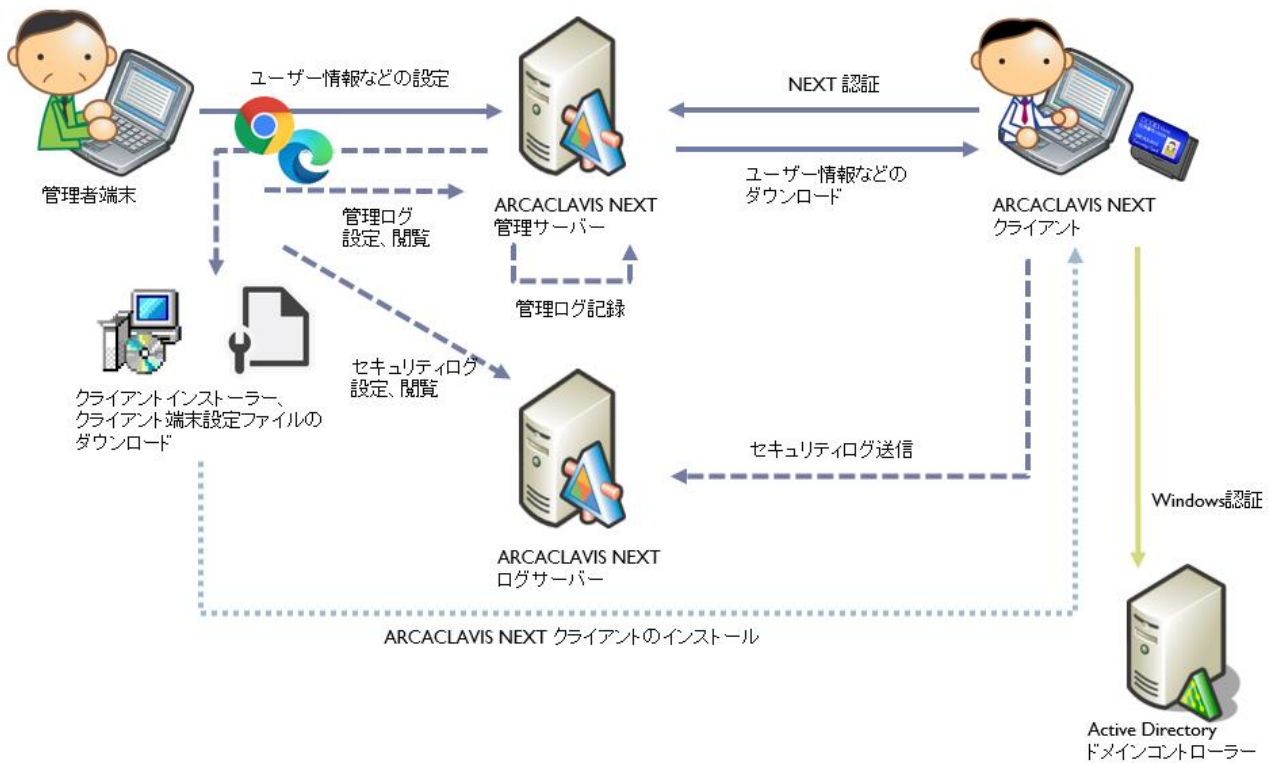 ユーザー情報などの設定
NEXT 認証
管理者端末
管理ログ
設定、閲覧
ARCACLAVIS NEXT
管理サーバー
ユーザー情報などの
ダウンロード
ARCACLAVIS NEXT
クライアント
管理ログ記録
セキュリティログ
設定、閲覧
クライアントインストーラー、
クライアント端末設定ファイルの
ダウンロード
セキュリティログ送信
Windows認証
ARCACLAVIS NEXT
ログサーバー
ARCACLAVIS NEXT クライアントのインストール
Active Directory
ドメインコントローラー